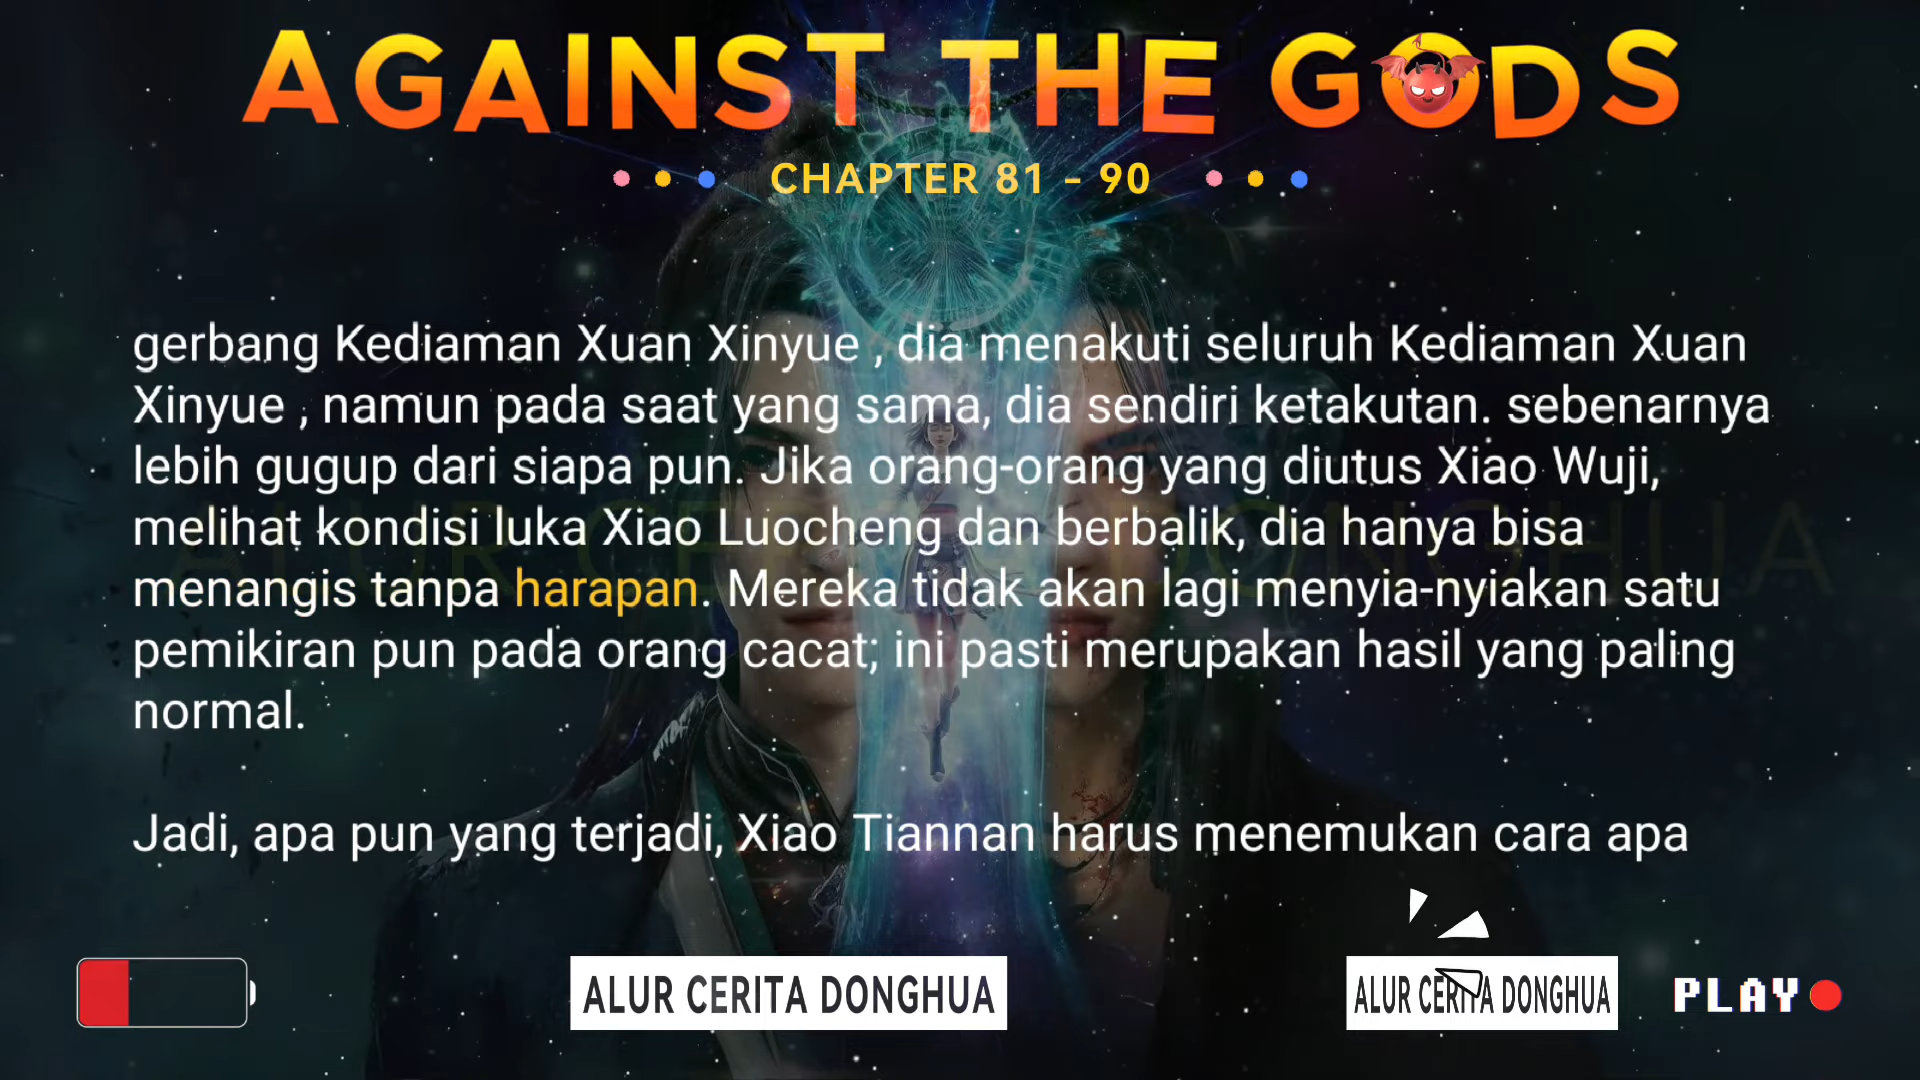 AGAINST THE GODS
CHAPTER 81 - 90
gerbang Kediaman Xuan Xinyue , dia menakuti seluruh Kediaman Xuan
Xinyue , namun pada saat yang sama, dia sendiri ketakutan. sebenarnya
lebih gugup dari siapa pun. Jika orang-orang yang diutus Xiao Wuji,
melihat kondisi luka Xiao Luocheng dan berbalik, dia hanya bisa
menangis tanpa harapan. Mereka tidak akan lagi menyia-nyiakan satu
pemikiran pun pada orang cacat; ini pasti merupakan hasil yang paling
normal.
Jadi, apa pun yang terjadi, Xiao Tiannan harus menemukan cara apa
ALUR CERITA DONGHUA
ALUR CERITA DONGHUA
ALUR CERITA DONGHUA
PLAY